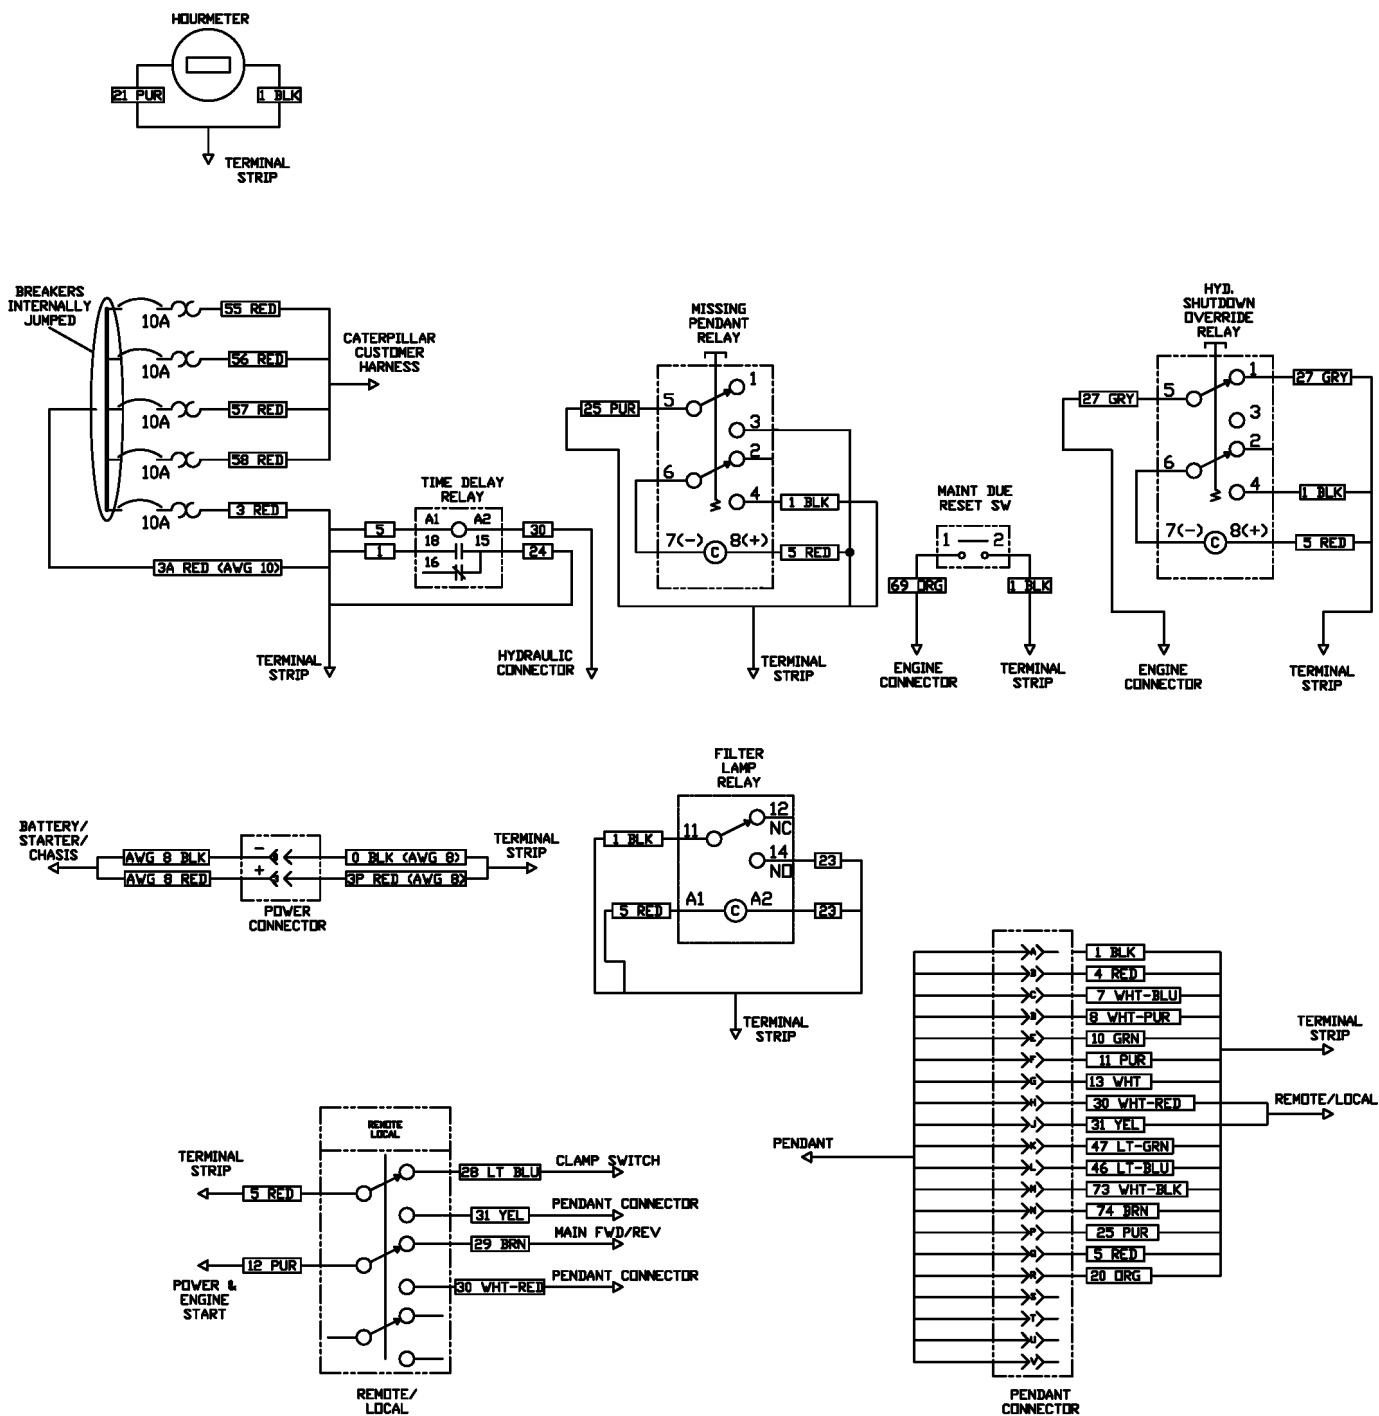 HOURMETER
21 PUR
1 BLK
TERMINAL
STRIP
BREAKERS
INTERNALLY
JUMPED
10A
55 RED
10A
56 RED
10A
57 RED
10A
58 RED
10A
3 RED
3A RED (AWG 10)
CATERPILLAR
CUSTOMER
HARNESS
TIME DELAY
RELAY
5
A1
A2
30
1
18
15
24
16
TERMINAL
STRIP
HYDRAULIC
CONNECTOR
MISSING
PENDANT
RELAY
25 PUR
5
1
3
2
6
4
1 BLK
7(-)
C
8(+)
5 RED
TERMINAL
STRIP
MAINT DUE
RESET SW
1
2
69 ORG
1 BLK
ENGINE
CONNECTOR
TERMINAL
STRIP
HYD.
SHUTDOWN
OVERRIDE
RELAY
27 GRY
5
1
27 GRY
3
2
6
4
1 BLK
7(-)
C
8(+)
5 RED
ENGINE
CONNECTOR
TERMINAL
STRIP
BATTERY/
STARTER/
CHASIS
AWG 8 BLK
-
0 BLK (AWG 8)
AWG 8 RED
+
3P RED (AWG 8)
POWER
CONNECTOR
TERMINAL
STRIP
FILTER
LAMP
RELAY
1 BLK
11
12
NC
14
NO
23
5 RED
A1
C
A2
23
TERMINAL
STRIP
PENDANT
A
1 BLK
B
4 RED
C
7 WHT-BLU
D
8 WHT-PUR
E
10 GRN
F
11 PUR
G
13 WHT
H
30 WHT-RED
J
31 YEL
K
47 LT-GRN
L
46 LT-BLU
M
73 WHT-BLK
N
74 BRN
P
25 PUR
Q
5 RED
R
20 ORG
S
T
U
V
PENDANT
CONNECTOR
TERMINAL
STRIP
REMOTE/LOCAL
REMOTE
LOCAL
TERMINAL
STRIP
5 RED
28 LT BLU
CLAMP SWITCH
31 YEL
PENDANT CONNECTOR
29 BRN
MAIN FWD/REV
12 PUR
POWER &
ENGINE
START
30 WHT-RED
PENDANT CONNECTOR
REMOTE/
LOCAL